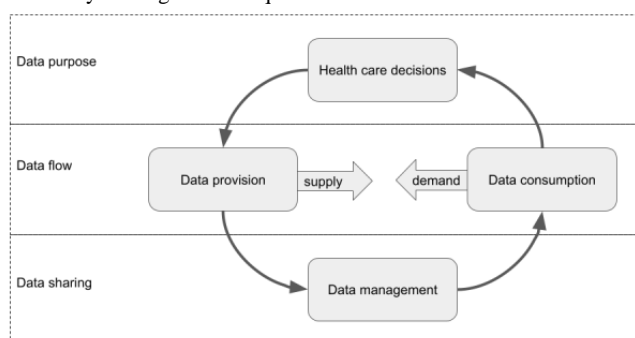 Data purpose
Health care decisions
Data flow
Data provision
supply
demand
Data consumption
Data sharing
Data management